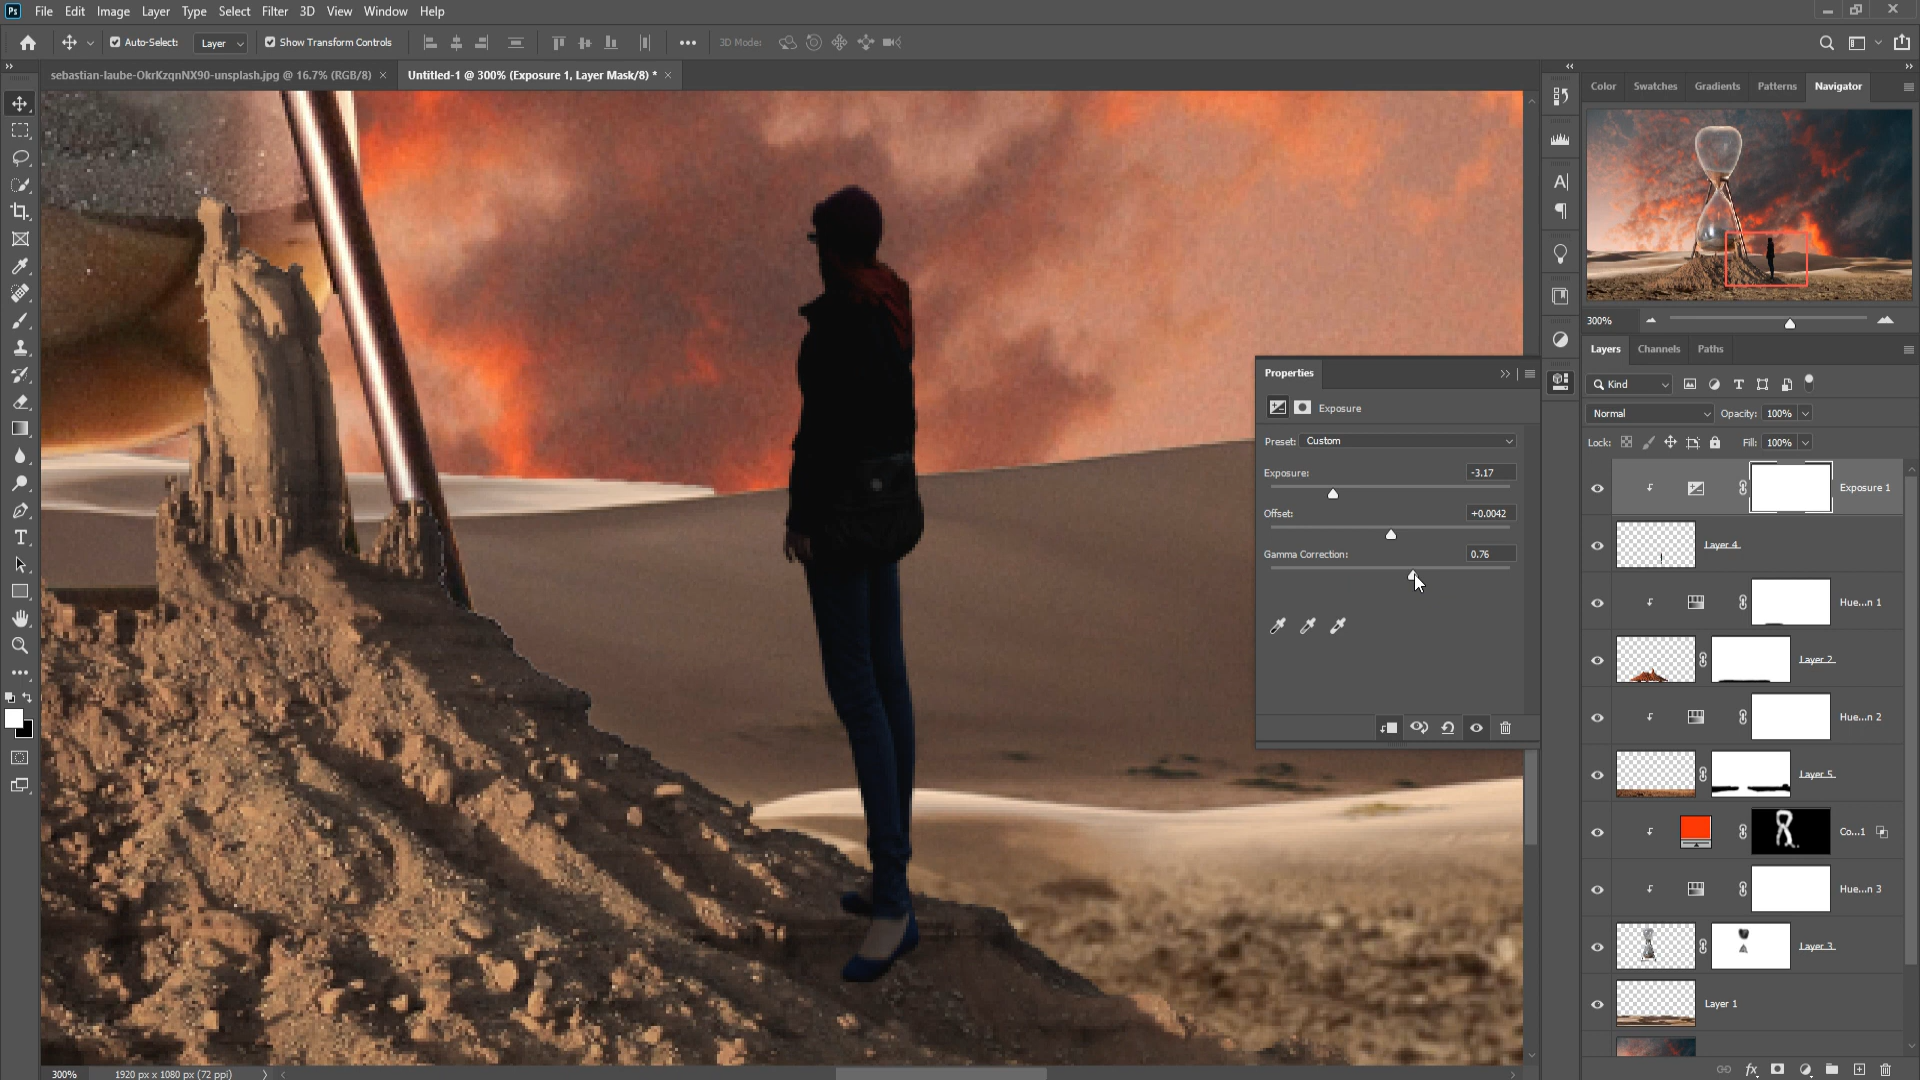 Ps File Edit Image Layer Type Select Filter 3D View Window Help
Auto-Select: Layer Show Transform Controls 3D Mode:
sebastian-laube-OkrKzqnNX90-unsplash.jpg @ 16.7% (RGB/8) × Untitled-1 @ 300% (Exposure 1, Layer Mask/8) * ×
Color Swatches Gradients Patterns Navigator
300%
Layers Channels Paths
Kind
Normal Opacity: 100%
Lock: Fill: 100%
Exposure 1
Layer 4
Hue...n 1
Layer 2
Hue...n 2
Layer 5
Co...1
Hue...n 3
Layer 3
Layer 1
Properties
Exposure
Preset: Custom
Exposure: -3.17
Offset: +0.0042
Gamma Correction: 0.76
300% 1920 px x 1080 px (72 ppi)